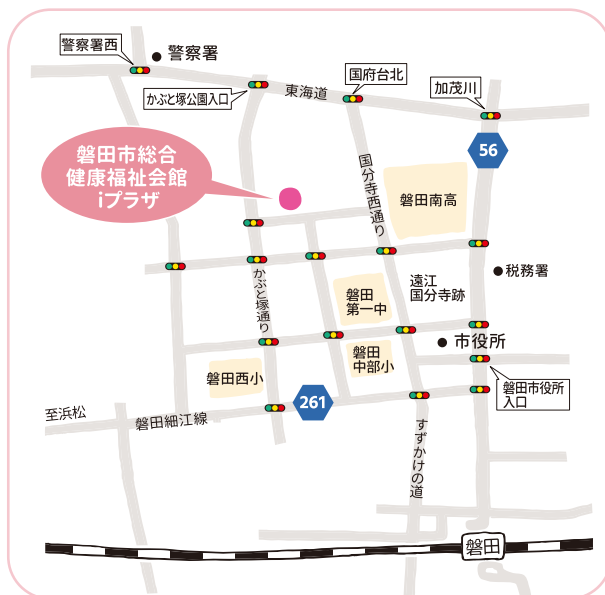 警察署西
警察署
国府台北
加茂川
かぶと塚公園入口
東海道
56
磐田市総合
健康福祉会館
iプラザ
国分寺西通り
磐田南高
税務署
遠江
国分寺跡
かぶと塚通り
磐田
第一中
市役所
磐田
中部小
磐田西小
磐田市役所
入口
261
至浜松
磐田細江線
すずかけの道
磐田